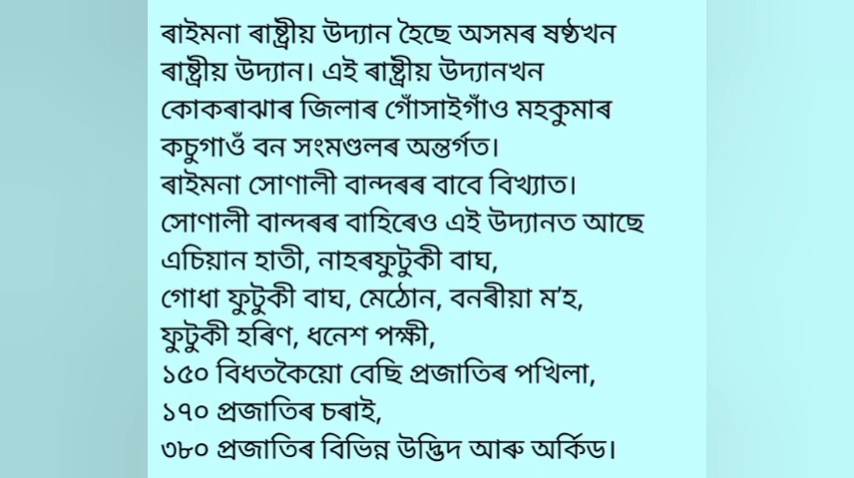 ৰাইমনা ৰাষ্ট্ৰীয় উদ্যান হৈছে অসমৰ ষষ্ঠখন
ৰাষ্ট্ৰীয় উদ্যান। এই ৰাষ্ট্ৰীয় উদ্যানখন
কোকৰাঝাৰ জিলাৰ গোঁসাইগাঁও মহকুমাৰ
কচুগাওঁ বন সংমণ্ডলৰ অন্তৰ্গত।
ৰাইমনা সোণালী বান্দৰৰ বাবে বিখ্যাত।
সোণালী বান্দৰৰ বাহিৰেও এই উদ্যানত আছে
এচিয়ান হাতী, নাহৰফুটুকী বাঘ,
গোধা ফুটুকী বাঘ, মেঠোন, বনৰীয়া ম'হ,
ফুটুকী হৰিণ, ধনেশ পক্ষী,
১৫০ বিধতকৈয়ো বেছি প্ৰজাতিৰ পখিলা,
১৭০ প্ৰজাতিৰ চৰাই,
৩৮০ প্ৰজাতিৰ বিভিন্ন উদ্ভিদ আৰু অৰ্কিড।